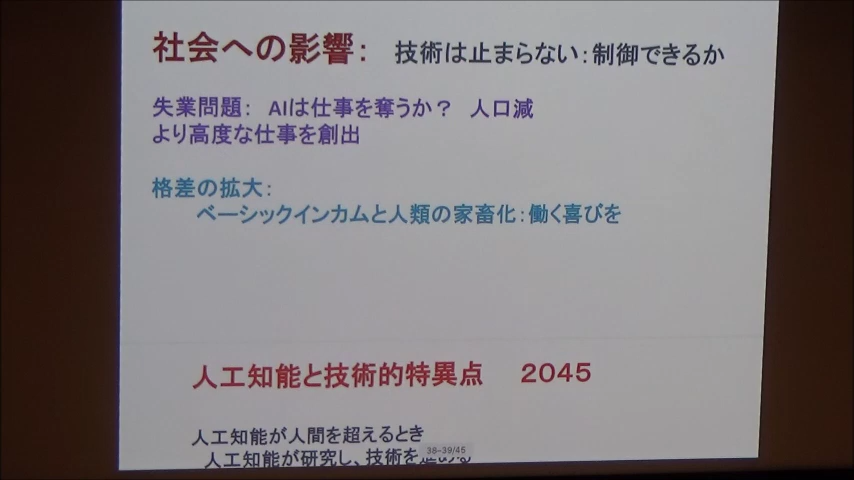 社会への影響： 技術は止まらない：制御できるか
失業問題： AIは仕事を奪うか？ 人口減
より高度な仕事を創出
格差の拡大：
ベーシックインカムと人類の家畜化：働く喜びを
人工知能と技術的特異点 2045
人工知能が人間を超えるとき
38–39/45
人工知能が研究し、技術を